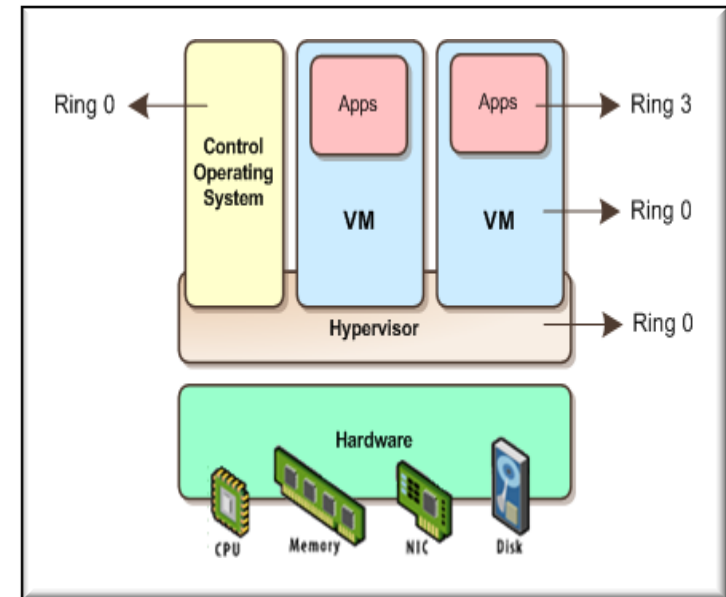 Ring 0
Control
Operating
System
Apps
VM
Apps
VM
Ring 3
Ring 0
Hypervisor
Ring 0
Hardware
CPU
Memory
NIC
Disk